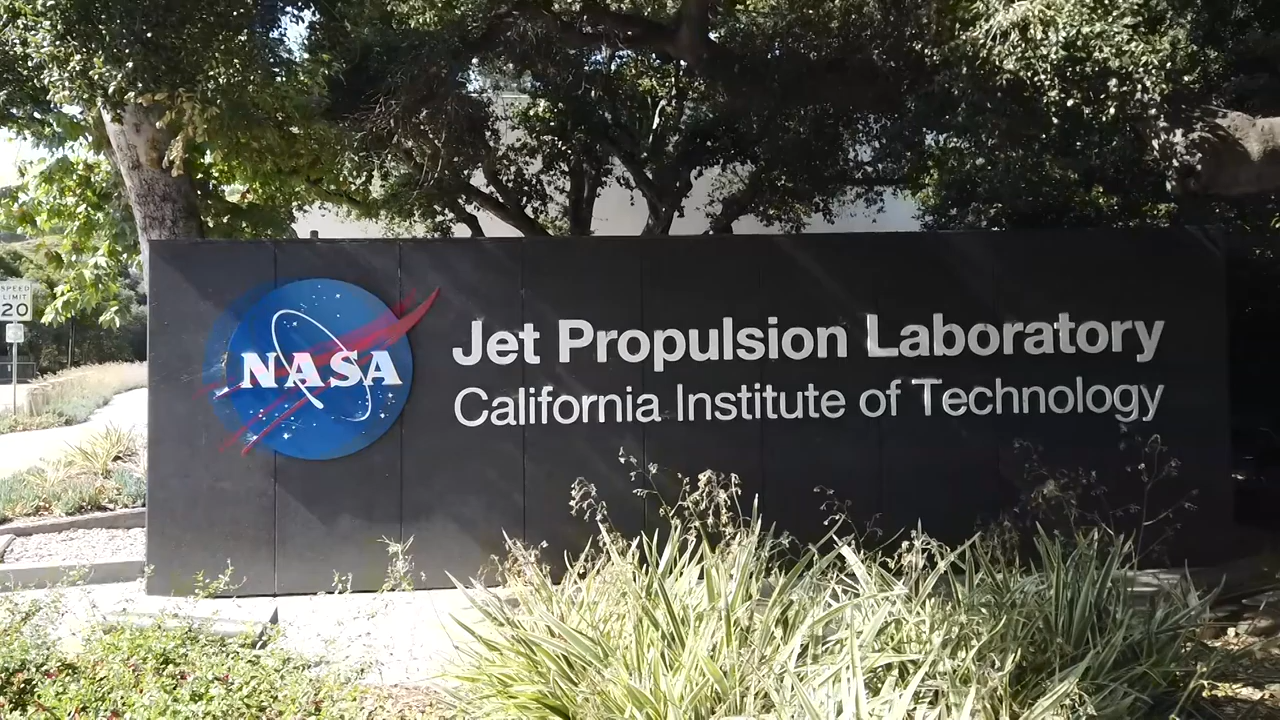 SPEED
LIMIT
20
NASA
Jet Propulsion Laboratory
California Institute of Technology